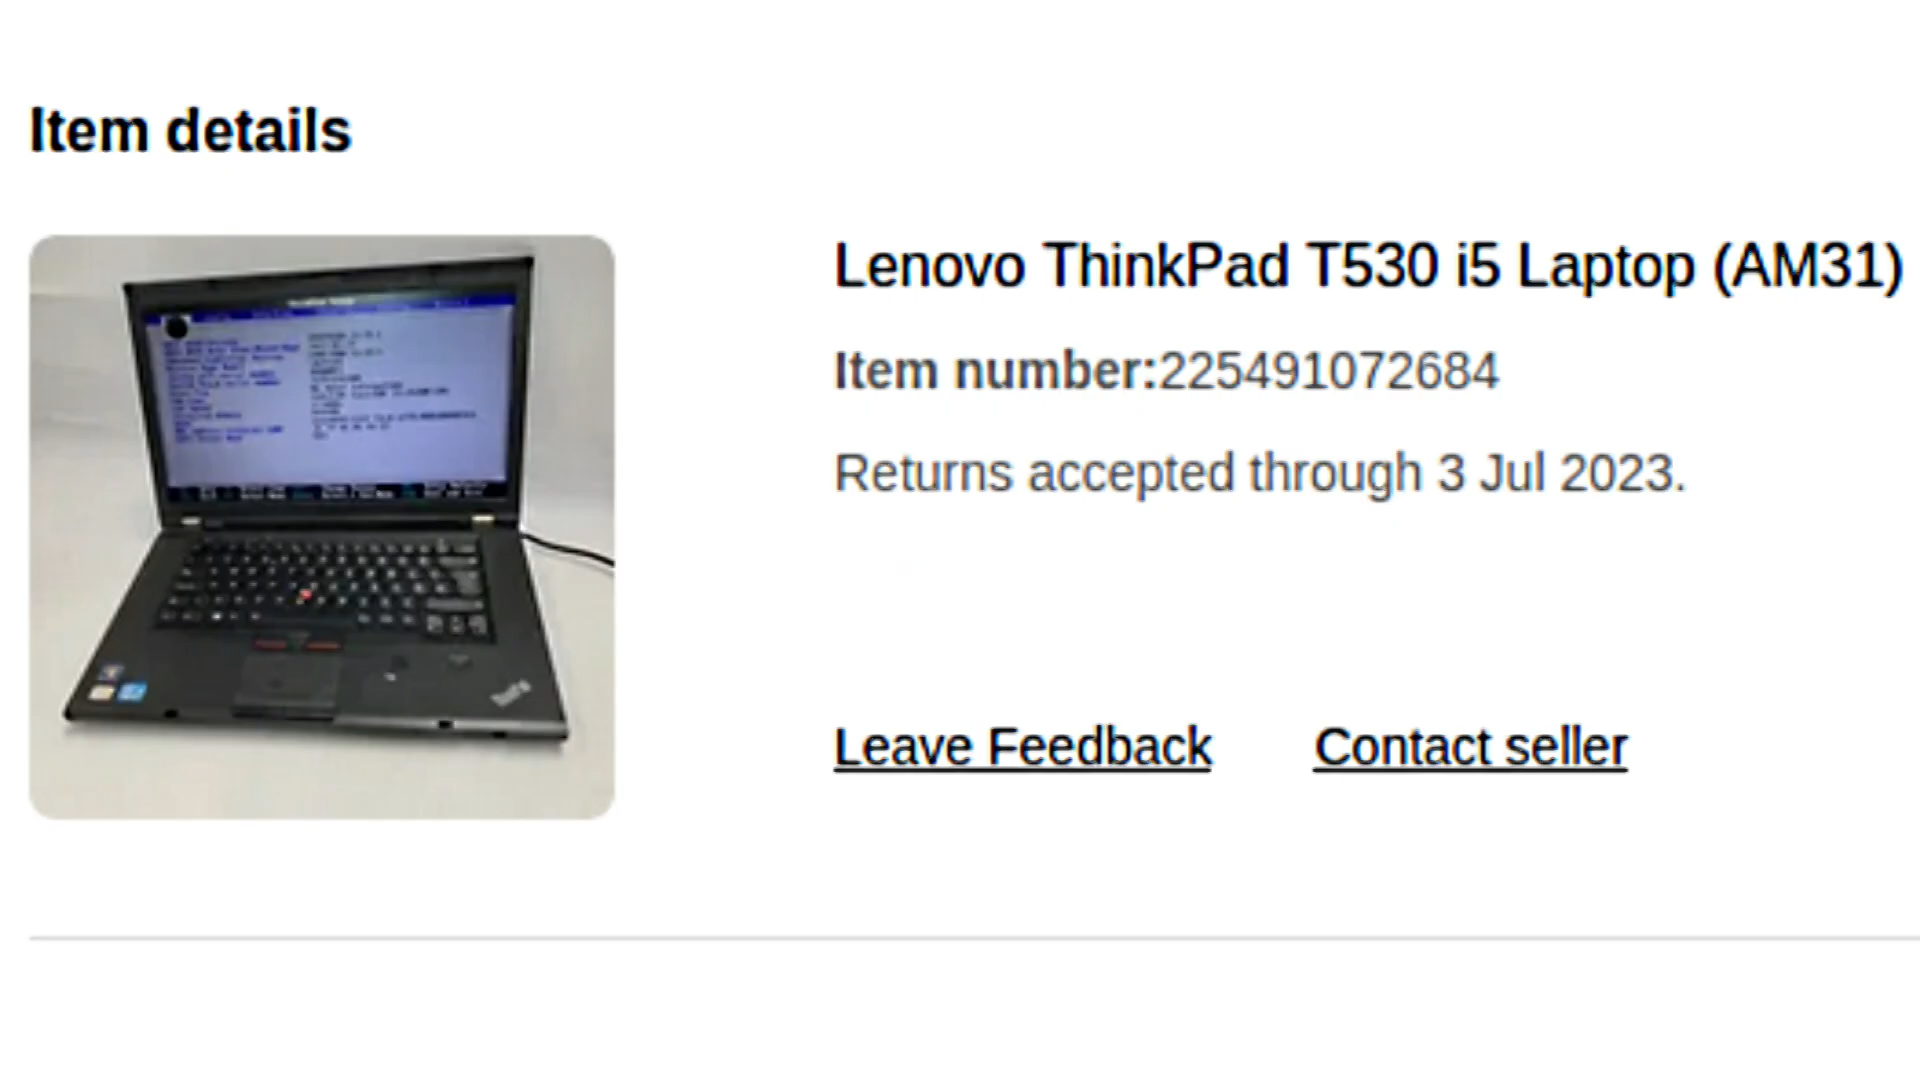 Item details
Lenovo ThinkPad T530 i5 Laptop (AM31)
Item number:225491072684
Returns accepted through 3 Jul 2023.
Leave Feedback
Contact seller